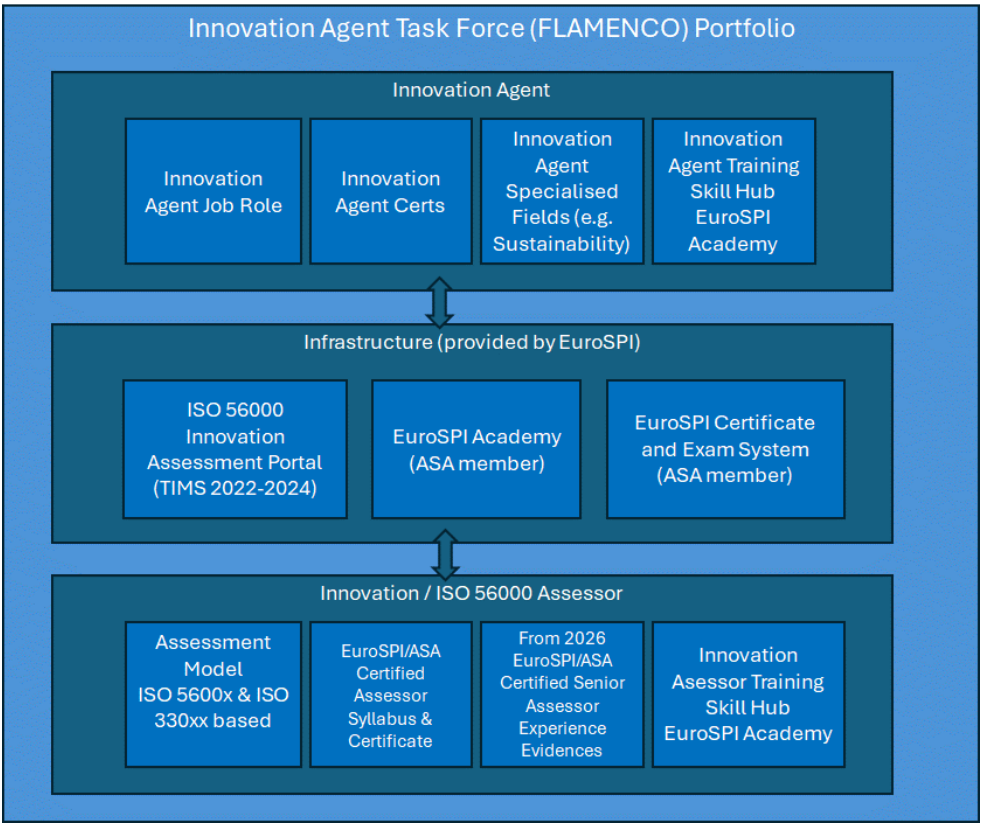 Innovation Agent Task Force (FLAMENCO) Portfolio
Innovation Agent
Innovation
Agent Job Role
Innovation
Agent Certs
Innovation
Agent
Specialised
Fields (e.g.
Sustainability)
Innovation
Agent Training
Skill Hub
EuroSPI
Academy
Infrastructure (provided by EuroSPI)
ISO 56000
Innovation
Assessment Portal
(TIMS 2022-2024)
EuroSPI Academy
(ASA member)
EuroSPI Certificate
and Exam System
(ASA member)
Innovation / ISO 56000 Assessor
Assessment
Model
ISO 5600x & ISO
330xx based
EuroSPI/ASA
Certified
Assessor
Syllabus &
Certificate
From 2026
EuroSPI/ASA
Certified Senior
Assessor
Experience
Evidences
Innovation
Asessor Training
Skill Hub
EuroSPI Academy